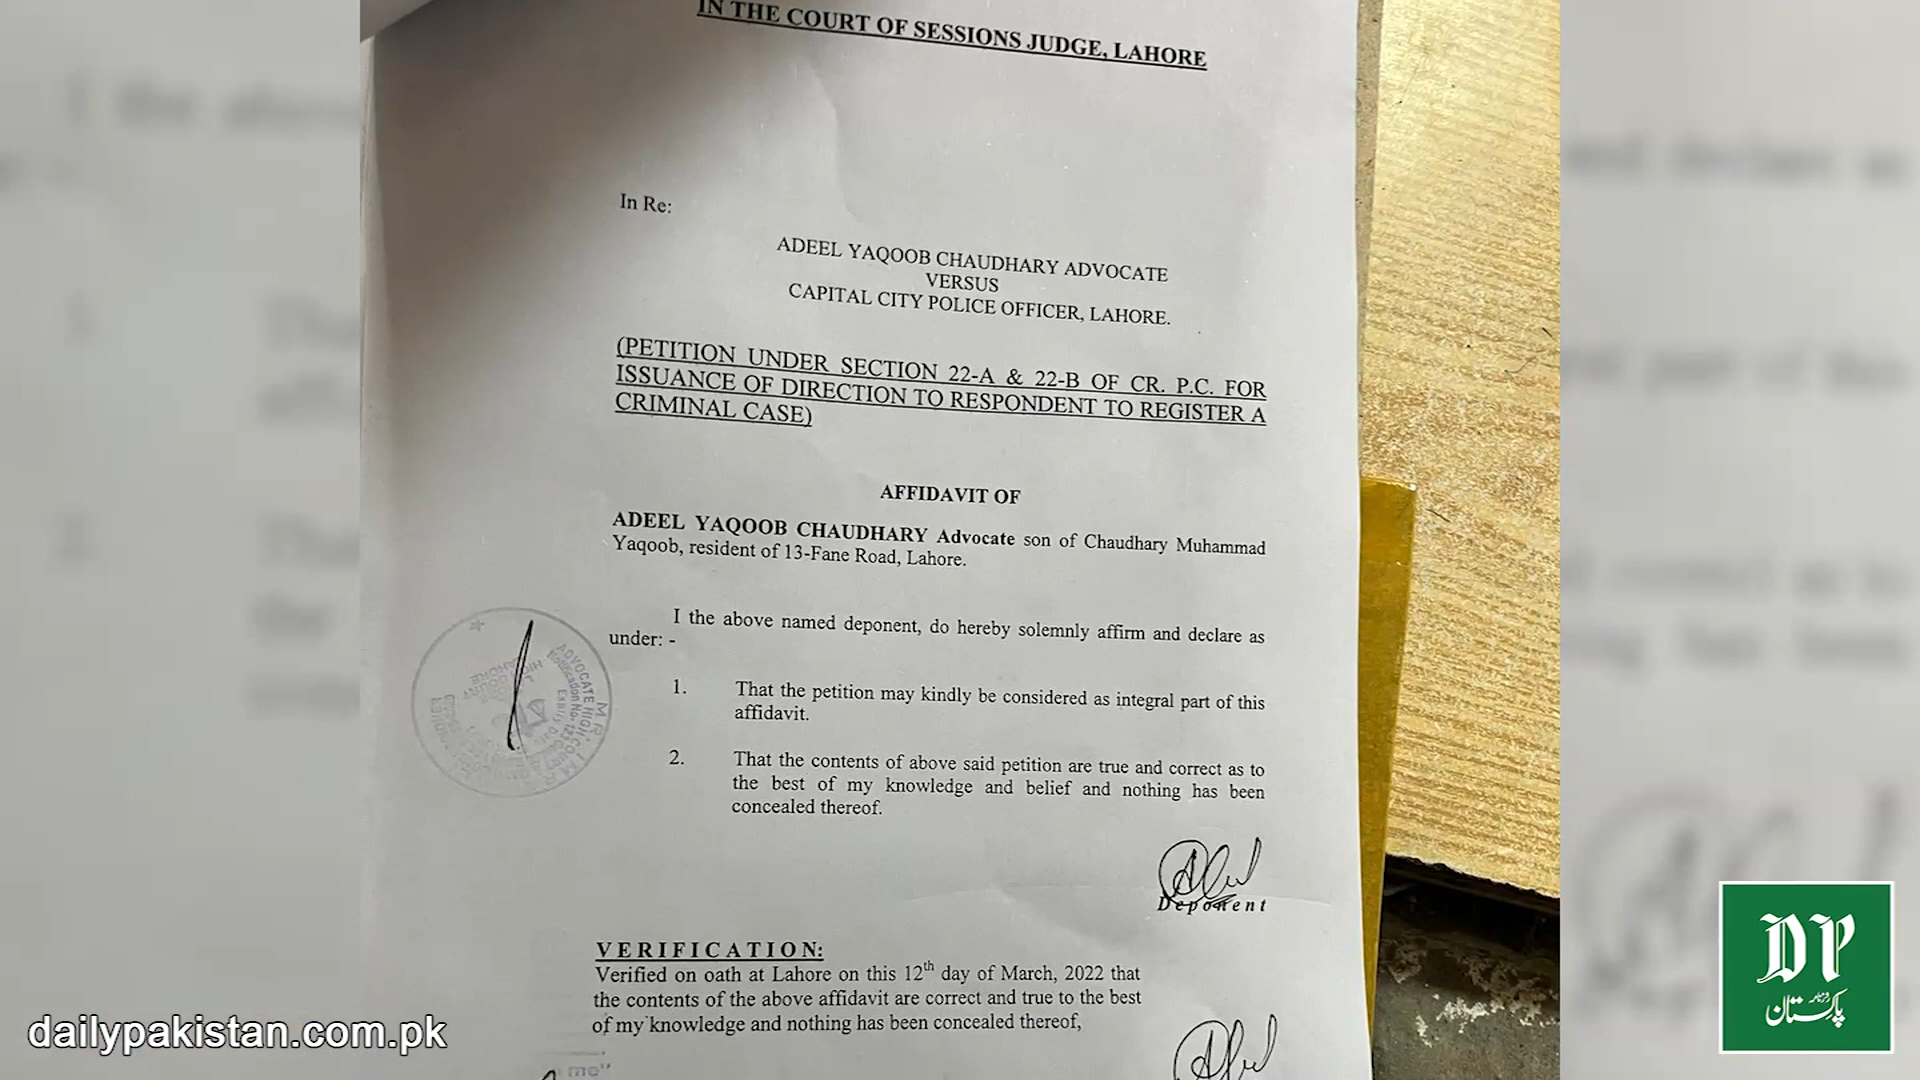 IN THE COURT OF SESSIONS JUDGE, LAHORE
In Re:
ADEEL YAQOOB CHAUDHARY ADVOCATE
VERSUS
CAPITAL CITY POLICE OFFICER, LAHORE.
(PETITION UNDER SECTION 22-A & 22-B OF CR. P.C. FOR
ISSUANCE OF DIRECTION TO RESPONDENT TO REGISTER A
CRIMINAL CASE)
AFFIDAVIT OF
ADEEL YAQOOB CHAUDHARY Advocate son of Chaudhary Muhammad
Yaqoob, resident of 13-Fane Road, Lahore.
I the above named deponent, do hereby solemnly affirm and declare as
under: -
1. That the petition may kindly be considered as integral part of this
affidavit.
2. That the contents of above said petition are true and correct as to
the best of my knowledge and belief and nothing has been
concealed thereof.
Deponent
VERIFICATION:
Verified on oath at Lahore on this 12th day of March, 2022 that
the contents of the above affidavit are correct and true to the best
of my knowledge and nothing has been concealed thereof,
me"
ADVOCATE HIGH COURT
dailypakistan.com.pk
DP
روزنامہ
پاکستان